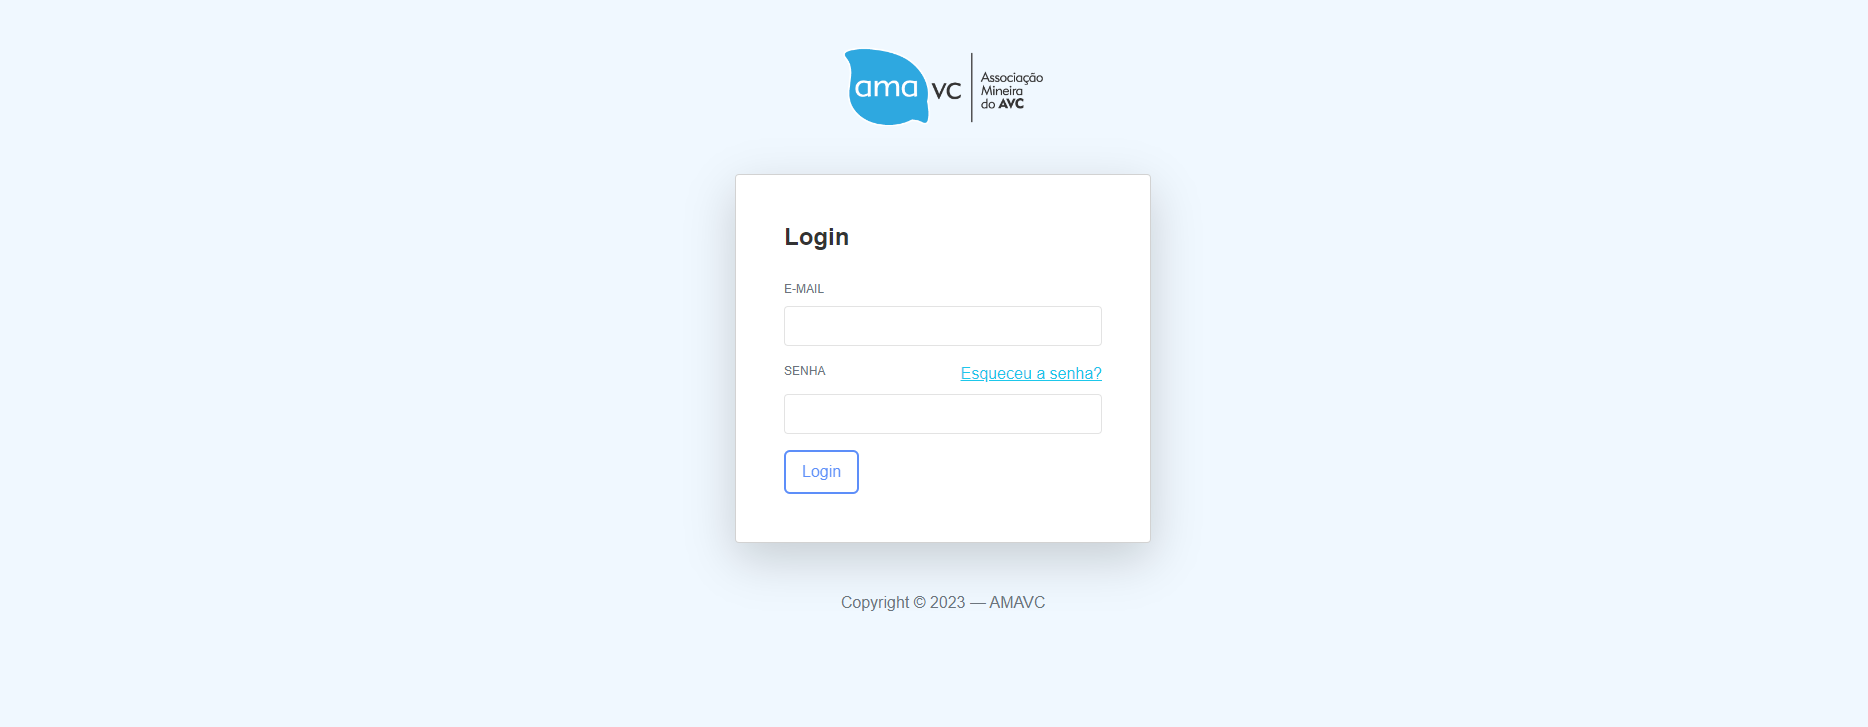 ama VC
Associação
Mineira
do AVC
Login
E-MAIL
SENHA
Esqueceu a senha?
Login
Copyright © 2023 — AMAVC